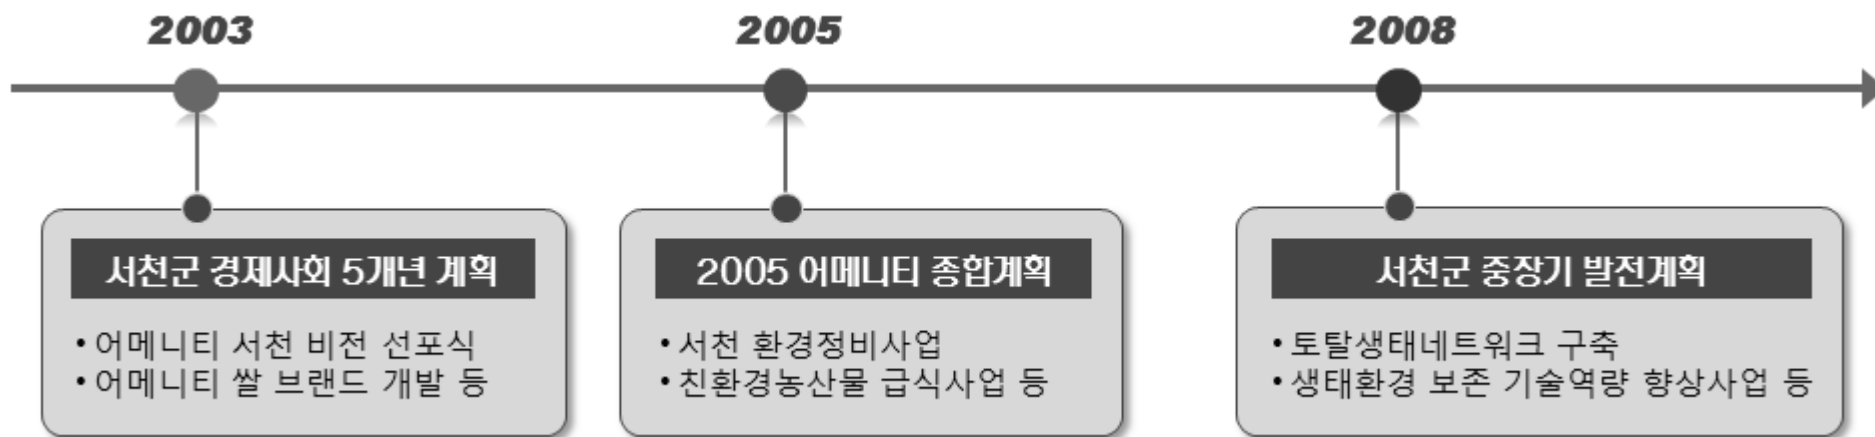 2003
2005
2008
서천군 경제사회 5개년 계획
• 어메니티 서천 비전 선포식
• 어메니티 쌀 브랜드 개발 등
2005 어메니티 종합계획
• 서천 환경정비사업
• 친환경농산물 급식사업 등
서천군 중장기 발전계획
• 토탈생태네트워크 구축
• 생태환경 보존 기술역량 향상사업 등